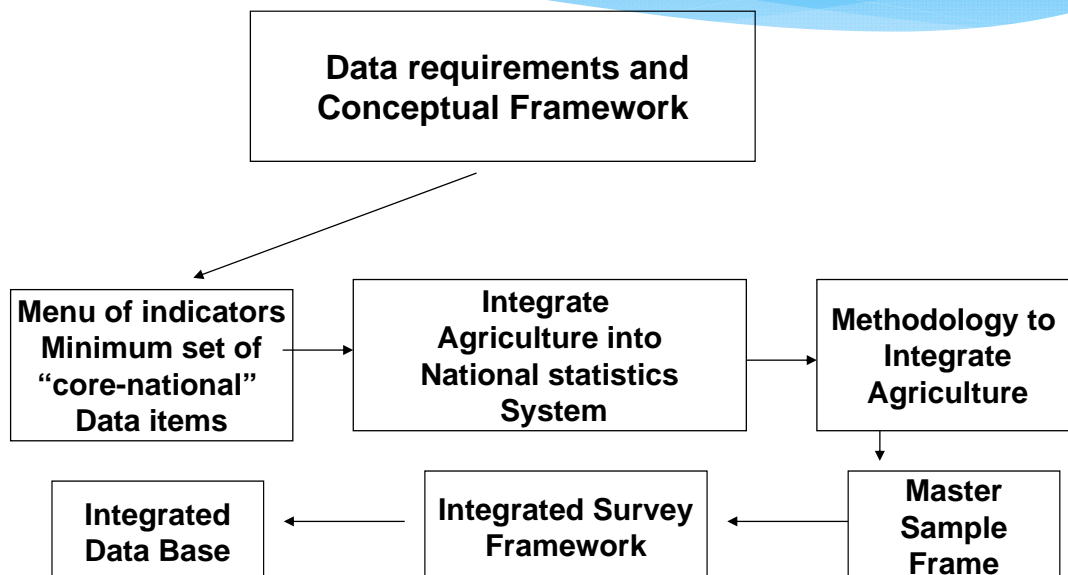 Data requirements and
Conceptual Framework
Menu of indicators
Minimum set of
“core-national”
Data items
Integrate
Agriculture into
National statistics
System
Methodology to
Integrate
Agriculture
Master
Sample
Frame
Integrated Survey
Framework
Integrated
Data Base